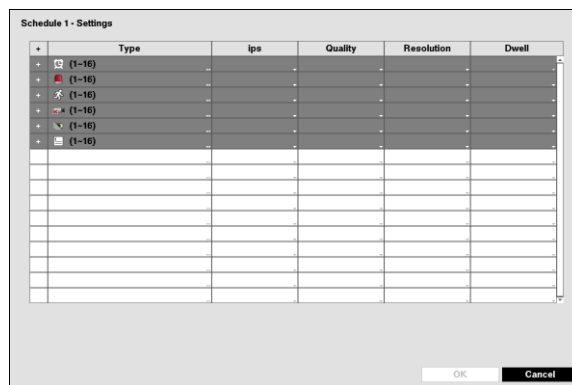 Schedule 1 - Settings
+ Type ips Quality Resolution Dwell
+ (1~16)
+ (1~16)
+ (1~16)
+ (1~16)
+ (1~16)
+ (1~16)
OK Cancel